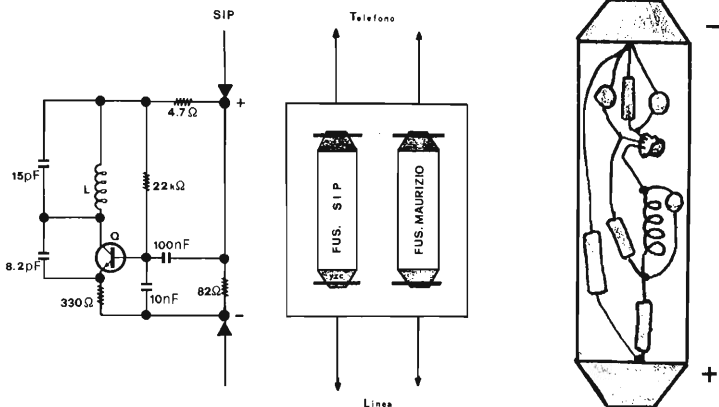 SIP
+
4.7Ω
15pF
L
22kΩ
Q
100nF
8.2pF
10nF
330Ω
82Ω
-
Telefono
FUS. SIP
FUS. MAURIZIO
Linea
-
+